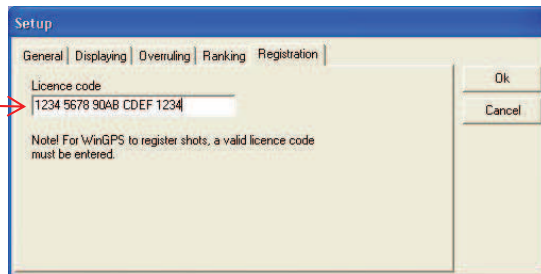 Setup
General Displaying Overruling Ranking Registration
Licence code
1234 5678 90AB CDEF 1234
Note! For WinGPS to register shots, a valid licence code
must be entered.
Ok
Cancel